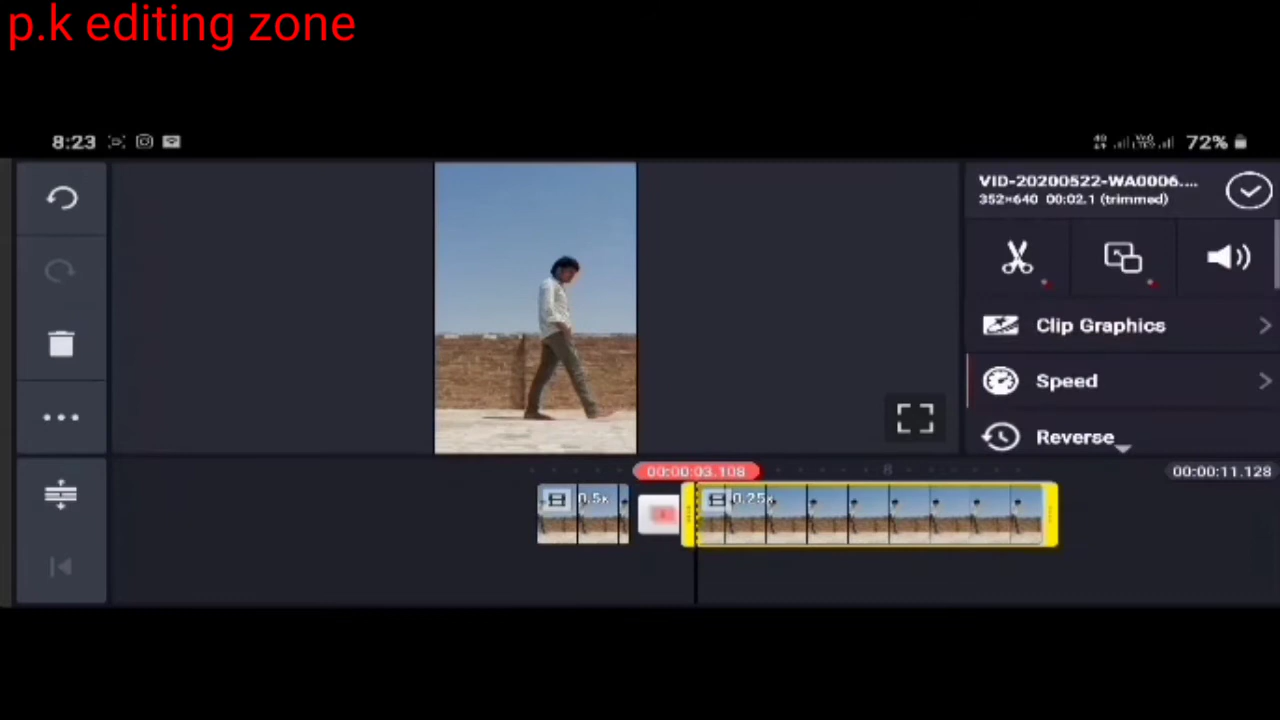 p.k editing zone
8:23
72%
VID-20200522-WA0006....
352×640 00:02.1 (trimmed)
Clip Graphics
Speed
Reverse
00:00:03.108
8
00:00:11.128
0.5x
0.25x